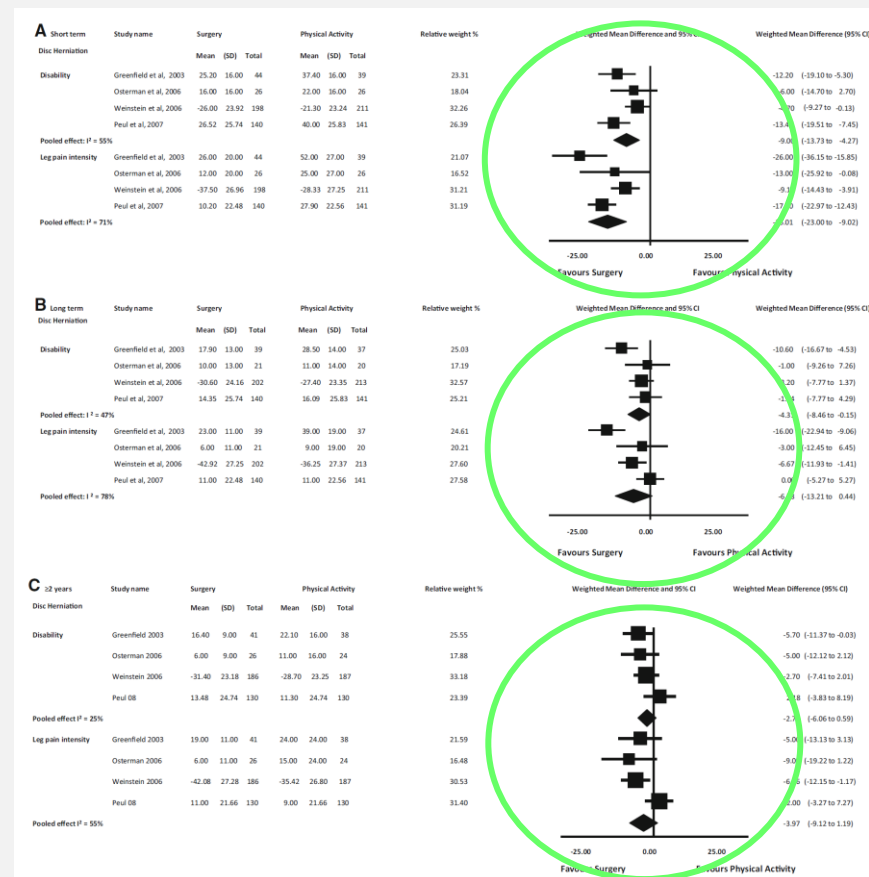 A Short term Study name Surgery Physical Activity Relative weight % Weighted Mean Difference and 95% CI Weighted Mean Difference (95% CI)
Disc Herniation Mean (SD) Total Mean (SD) Total
Disability Greenfield et al, 2003 25.20 16.00 44 37.40 16.00 39 23.31 -12.20 (-19.10 to -5.30)
Osterman et al, 2006 16.00 16.00 26 22.00 16.00 26 18.04 (-14.70 to 2.70)
Weinstein et al, 2006 -26.00 23.92 198 -21.30 23.24 211 32.26 (-9.27 to -0.13)
Peul et al, 2007 26.52 25.74 140 40.00 25.83 141 26.39 (-19.51 to -7.45)
Pooled effect: I² = 55% (-13.73 to -4.27)
Leg pain intensity Greenfield et al, 2003 26.00 20.00 44 52.00 27.00 39 21.07 -26.00 (-36.15 to -15.85)
Osterman et al, 2006 12.00 20.00 26 25.00 27.00 26 16.52 -13.00 (-25.92 to -0.08)
Weinstein et al, 2006 -37.50 26.96 198 -28.33 27.25 211 31.21 (-14.43 to -3.91)
Peul et al, 2007 10.20 22.48 140 27.90 22.56 141 31.19 (-22.97 to -12.43)
Pooled effect: I² = 71% (-23.00 to -9.02)
-25.00 0.00 25.00
Favours Surgery Favours Physical Activity
B Long term Study name Surgery Physical Activity Relative weight % Weighted Mean Difference and 95% CI Weighted Mean Difference (95% CI)
Disc Herniation Mean (SD) Total Mean (SD) Total
Disability Greenfield et al, 2003 17.90 13.00 39 28.50 14.00 37 25.03 -10.60 (-16.67 to -4.53)
Osterman et al, 2006 10.00 13.00 21 11.00 14.00 20 17.19 -1.00 (-9.26 to 7.26)
Weinstein et al, 2006 -30.60 24.16 202 -27.40 23.35 213 32.57 (-7.77 to 1.37)
Peul et al, 2007 14.35 25.74 140 16.09 25.83 141 25.21 (-7.77 to 4.29)
Pooled effect: I² = 47% (-8.46 to -0.15)
Leg pain intensity Greenfield et al, 2003 23.00 11.00 39 39.00 19.00 37 24.61 -16.00 (-22.94 to -9.06)
Osterman et al, 2006 6.00 11.00 21 9.00 19.00 20 20.21 -3.00 (-12.45 to 6.45)
Weinstein et al, 2006 -42.92 27.25 202 -36.25 27.37 213 27.60 -6.67 (-11.93 to -1.41)
Peul et al, 2007 11.00 22.48 140 11.00 22.56 141 27.58 (-5.27 to 5.27)
Pooled effect: I² = 78% (-13.21 to 0.44)
-25.00 0.00 25.00
Favours Surgery Favours Physical Activity
C ≥2 years Study name Surgery Physical Activity Relative weight % Weighted Mean Difference and 95% CI Weighted Mean Difference (95% CI)
Disc Herniation Mean (SD) Total Mean (SD) Total
Disability Greenfield 2003 16.40 9.00 41 22.10 16.00 38 25.55 -5.70 (-11.37 to -0.03)
Osterman 2006 6.00 9.00 26 11.00 16.00 24 17.88 -5.00 (-12.12 to 2.12)
Weinstein 2006 -31.40 23.18 186 -28.70 23.25 187 33.18 -2.70 (-7.41 to 2.01)
Peul 08 13.48 24.74 130 11.30 24.74 130 23.39 (-3.83 to 8.19)
Pooled effect I² = 25% (-6.06 to 0.59)
Leg pain intensity Greenfield 2003 19.00 11.00 41 24.00 24.00 38 21.59 (-13.13 to 3.13)
Osterman 2006 6.00 11.00 26 15.00 24.00 24 16.48 (-19.22 to 1.22)
Weinstein 2006 -42.08 27.28 186 -35.42 26.80 187 30.53 (-12.15 to -1.17)
Peul 08 11.00 21.66 130 9.00 21.66 130 31.40 2.00 (-3.27 to 7.27)
Pooled effect I² = 55% -3.97 (-9.12 to 1.19)
-25.00 0.00 25.00
Favours Surgery Favours Physical Activity